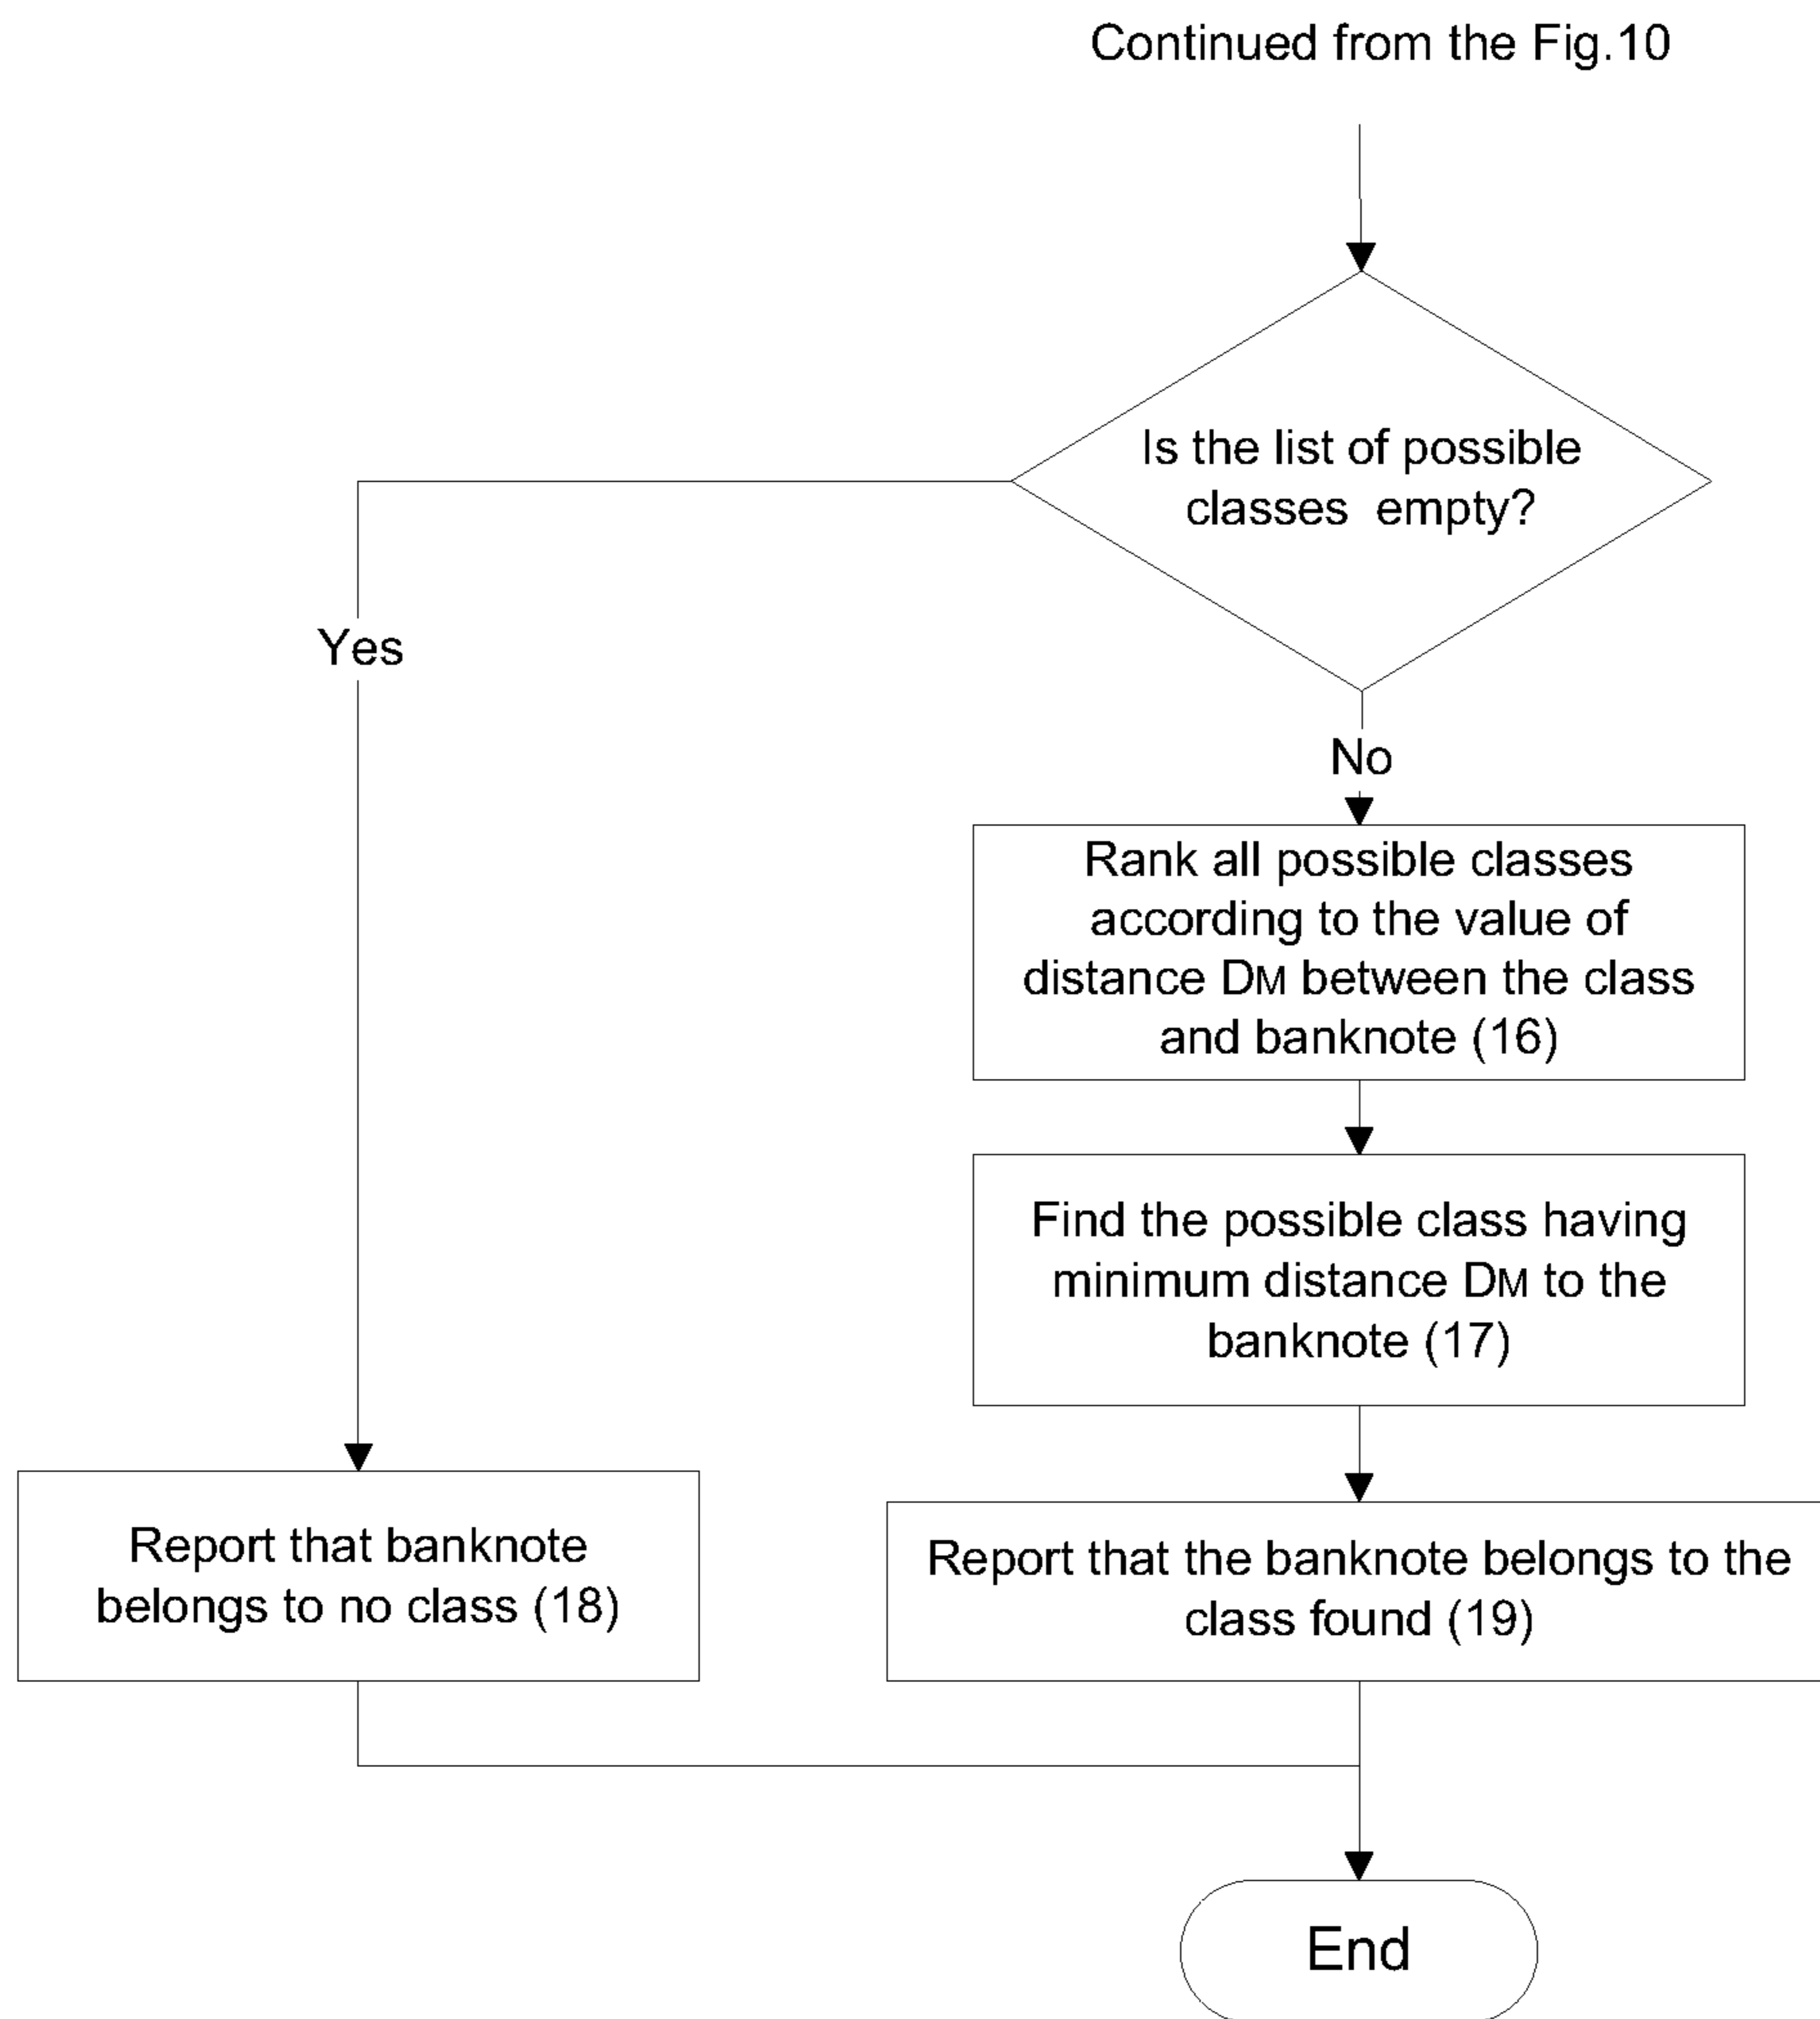 Continued from the Fig.10
Is the list of possible
classes empty?
Yes
No
Rank all possible classes
according to the value of
distance DM between the class
and banknote (16)
Find the possible class having
minimum distance DM to the
banknote (17)
Report that banknote
belongs to no class (18)
Report that the banknote belongs to the
class found (19)
End